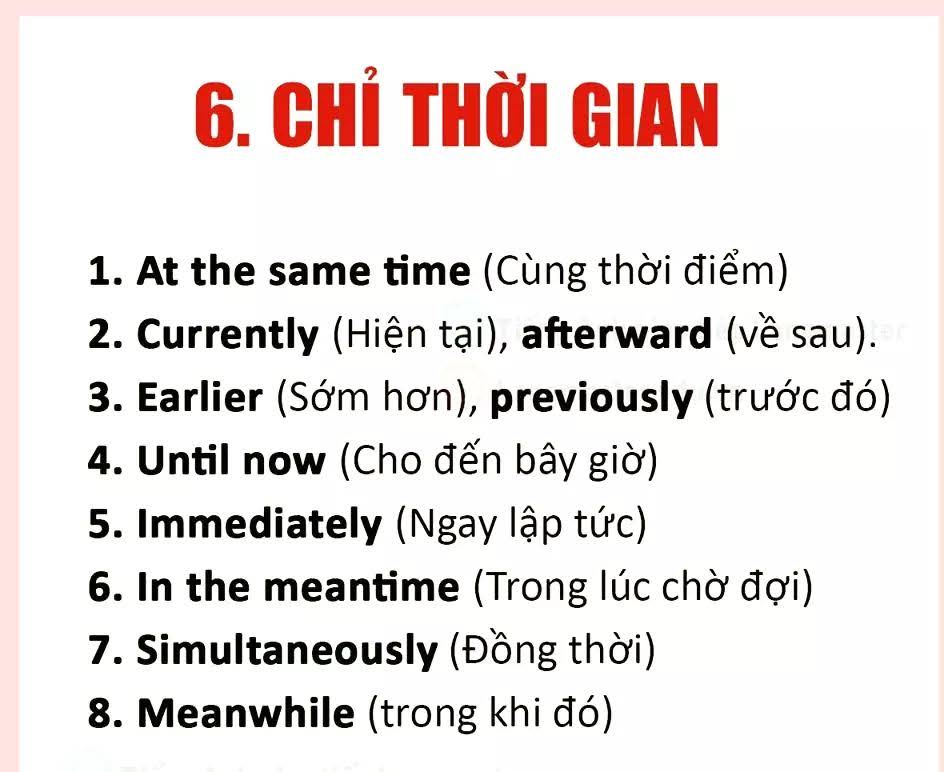 6. CHỈ THỜI GIAN
1. At the same time (Cùng thời điểm)
2. Currently (Hiện tại), afterward (về sau).
3. Earlier (Sớm hơn), previously (trước đó)
4. Until now (Cho đến bây giờ)
5. Immediately (Ngay lập tức)
6. In the meantime (Trong lúc chờ đợi)
7. Simultaneously (Đồng thời)
8. Meanwhile (trong khi đó)